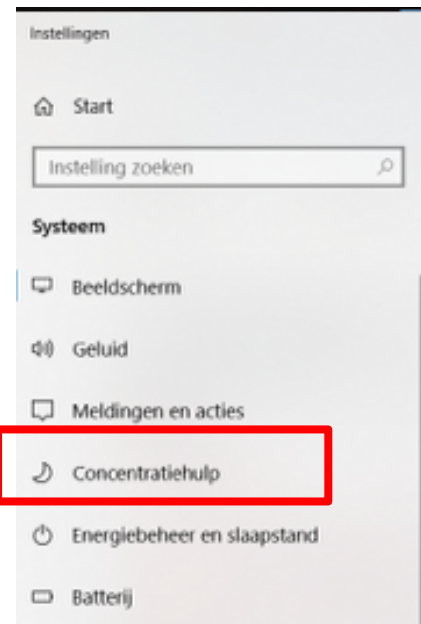 Instellingen
Start
Instelling zoeken
Systeem
Beeldscherm
Geluid
Meldingen en acties
Concentratiehulp
Energiebeheer en slaapstand
Batterij